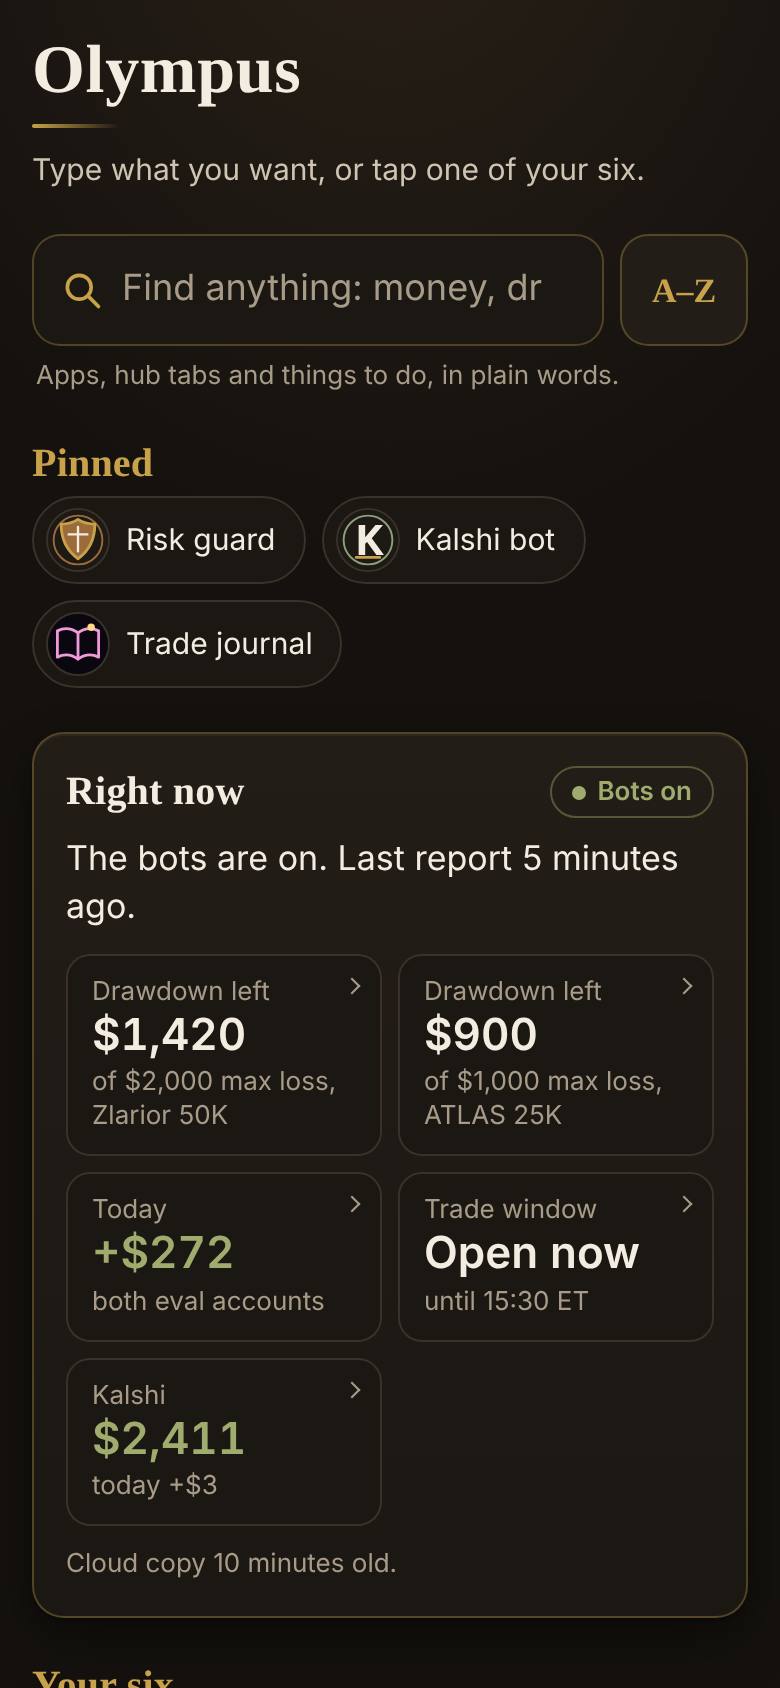 Olympus
Type what you want, or tap one of your six.
Find anything: money, dr
A–Z
Apps, hub tabs and things to do, in plain words.
Pinned
Risk guard
K
Kalshi bot
Trade journal
Right now
Bots on
The bots are on. Last report 5 minutes
ago.
Drawdown left
$1,420
of $2,000 max loss,
Zlarior 50K
Drawdown left
$900
of $1,000 max loss,
ATLAS 25K
Today
+$272
both eval accounts
Trade window
Open now
until 15:30 ET
Kalshi
$2,411
today +$3
Cloud copy 10 minutes old.
Your six